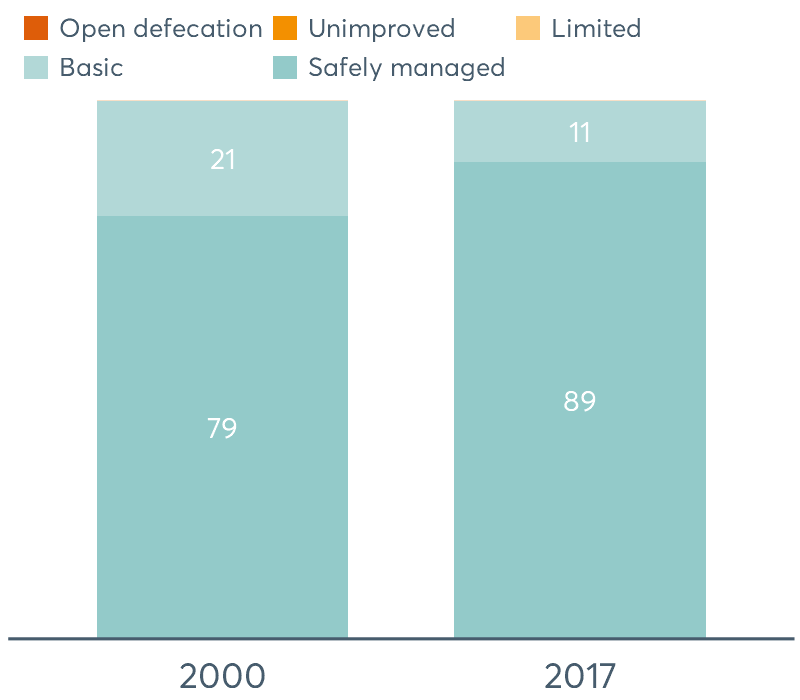 Open defecation Unimproved Limited
Basic Safely managed
21 11
79 89
2000 2017